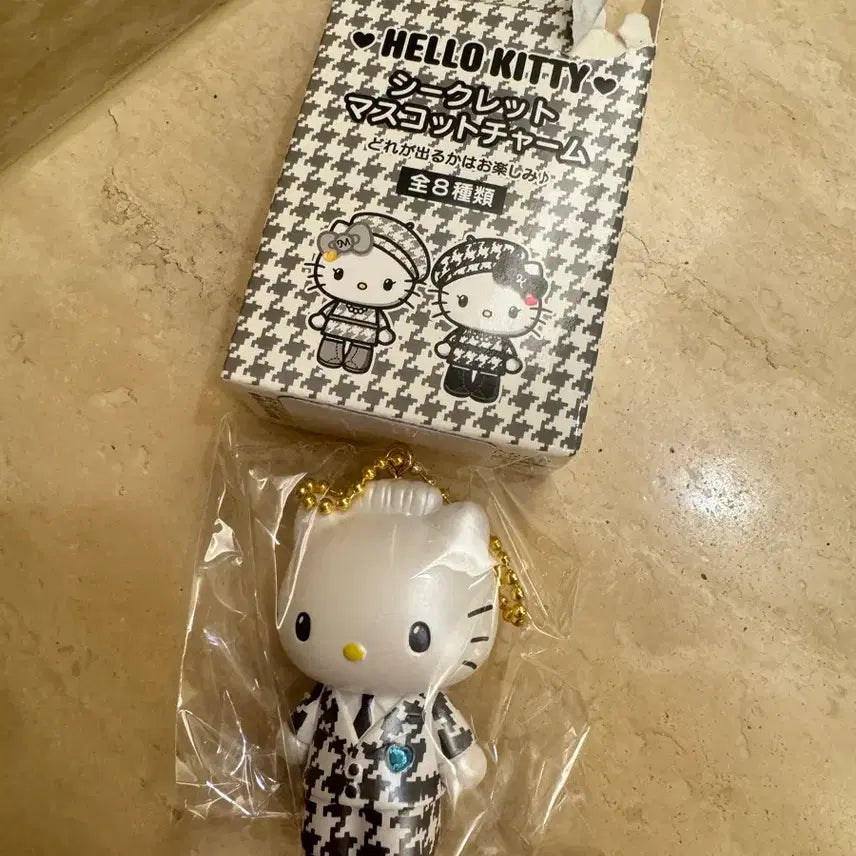 ♥HELLO KITTY♥
シークレット
マスコットチャーム
どれが出るかはお楽しみ♪
全8種類